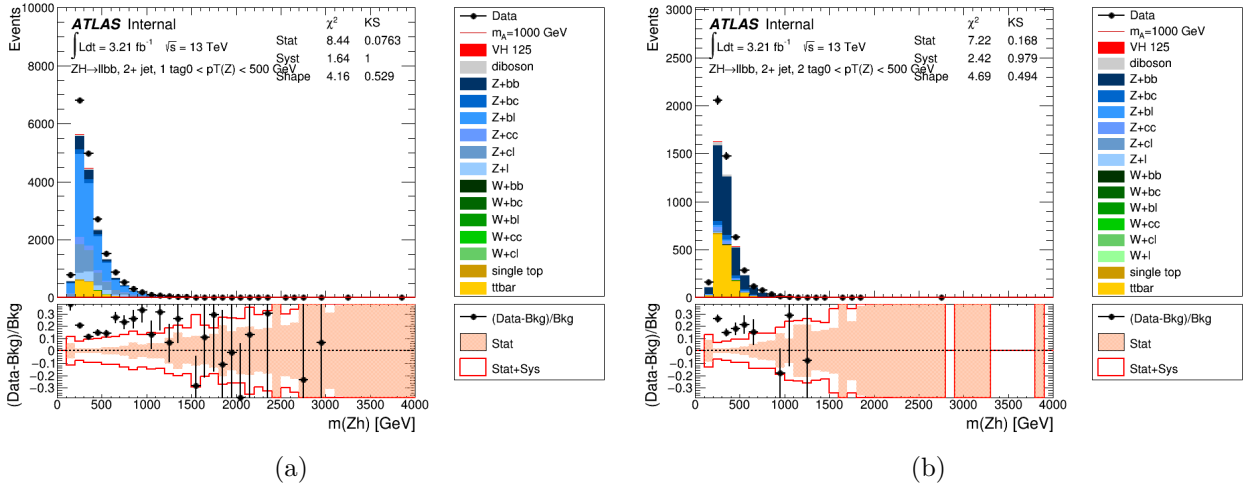 Events
10000
8000
6000
4000
2000
0
ATLAS Internal
∫ Ldt = 3.21 fb⁻¹ √s = 13 TeV
ZH→llbb, 2+ jet, 1 tag0 < pT(Z) < 500 GeV
χ² KS
Stat 8.44 0.0763
Syst 1.64 1
Shape 4.16 0.529
Data
m_A=1000 GeV
VH 125
diboson
Z+bb
Z+bc
Z+bl
Z+cc
Z+cl
Z+l
W+bb
W+bc
W+bl
W+cc
W+cl
single top
ttbar
(Data-Bkg)/Bkg
0.3
0.2
0.1
0
−0.1
−0.2
−0.3
0 500 1000 1500 2000 2500 3000 3500 4000
m(Zh) [GeV]
(Data-Bkg)/Bkg
Stat
Stat+Sys
(a)
Events
3000
2500
2000
1500
1000
500
0
ATLAS Internal
∫ Ldt = 3.21 fb⁻¹ √s = 13 TeV
ZH→llbb, 2+ jet, 2 tag0 < pT(Z) < 500 GeV
χ² KS
Stat 7.22 0.168
Syst 2.42 0.979
Shape 4.69 0.494
Data
m_A=1000 GeV
VH 125
diboson
Z+bb
Z+bc
Z+bl
Z+cc
Z+cl
Z+l
W+bb
W+bc
W+bl
W+cc
W+cl
W+l
single top
ttbar
(Data-Bkg)/Bkg
0.3
0.2
0.1
0
−0.1
−0.2
−0.3
0 500 1000 1500 2000 2500 3000 3500 4000
m(Zh) [GeV]
(Data-Bkg)/Bkg
Stat
Stat+Sys
(b)